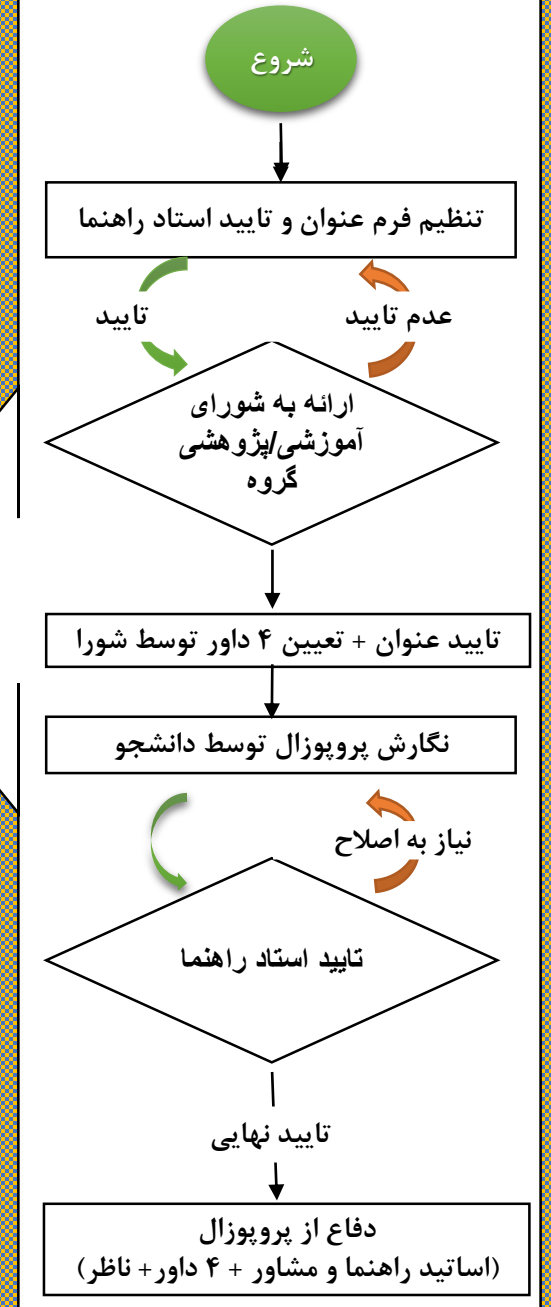 شروع
تنظیم فرم عنوان و تایید استاد راهنما
عدم تایید
تایید
ارائه به شورای
آموزشی/پژوهشی
گروه
تایید عنوان + تعیین ۴ داور توسط شورا
نگارش پروپوزال توسط دانشجو
نیاز به اصلاح
تایید استاد راهنما
تایید نهایی
دفاع از پروپوزال
(اساتید راهنما و مشاور + ۴ داور+ ناظر)